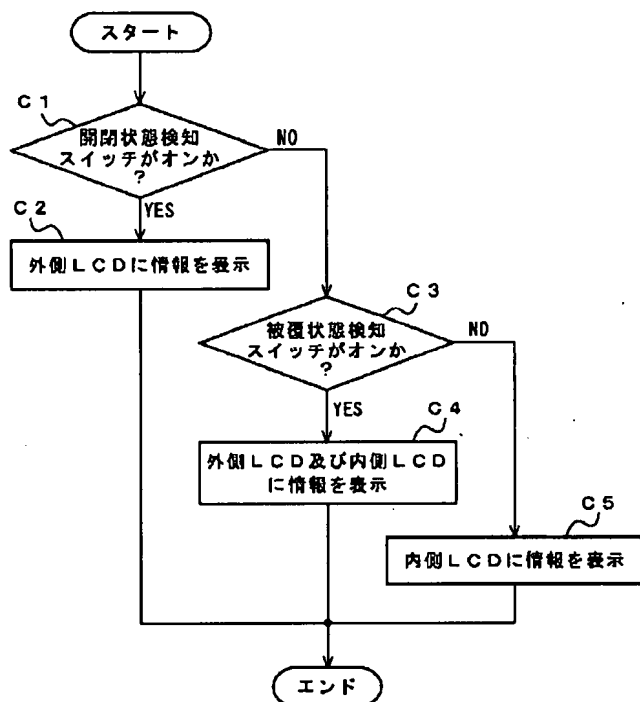 スタート
C1
開閉状態検知
スイッチがオンか
?
NO
YES
C2
外側LCDに情報を表示
C3
被覆状態検知
スイッチがオンか
?
NO
YES
C4
外側LCD及び内側LCD
に情報を表示
C5
内側LCDに情報を表示
エンド